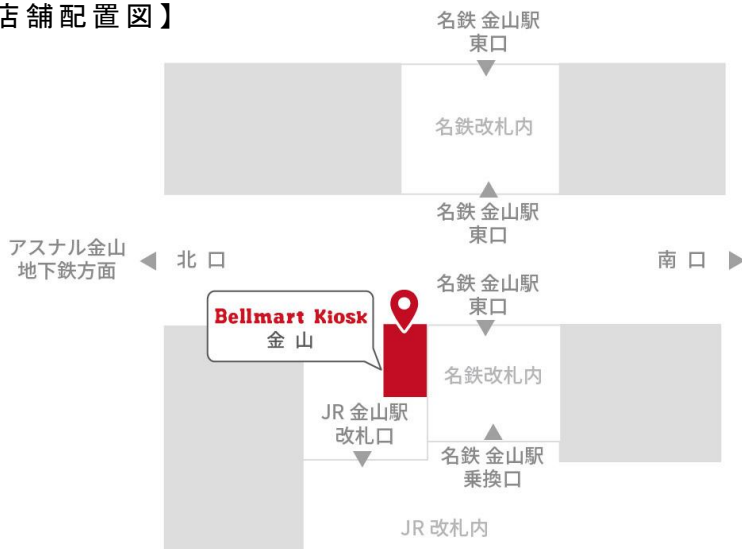 店舗配置図】
名鉄 金山駅
東口
名鉄改札内
名鉄 金山駅
東口
アスナル金山
地下鉄方面
北 口
南 口
名鉄 金山駅
東口
Bellmart Kiosk
金 山
名鉄改札内
JR 金山駅
改札口
名鉄 金山駅
乗換口
JR 改札内